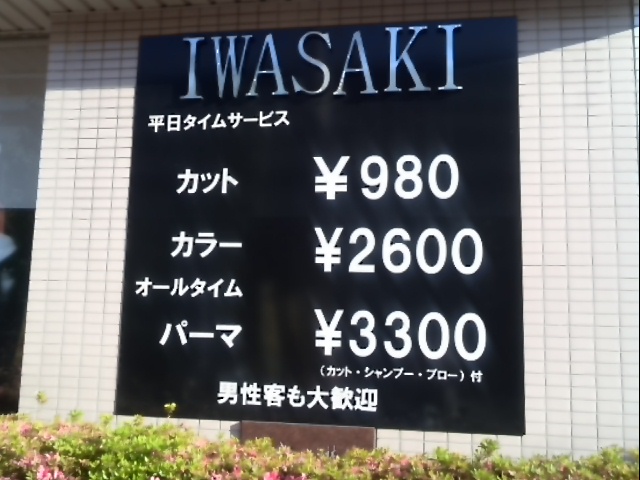 IWASAKI
平日タイムサービス
カット ¥980
カラー ¥2600
オールタイム
パーマ ¥3300
(カット・シャンプー・ブロー)付
男性客も大歓迎